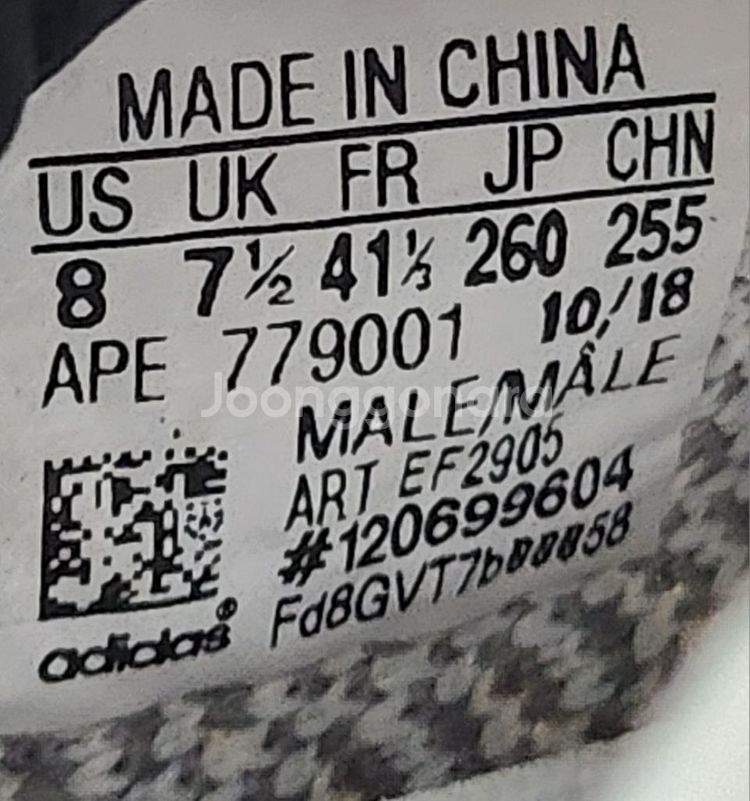 MADE IN CHINA
US UK FR JP CHN
8 7½ 41⅓ 260 255
APE 779001 10/18
Joonggonara
MALE/MÂLE
ART EF2905
#120699604
adidas®